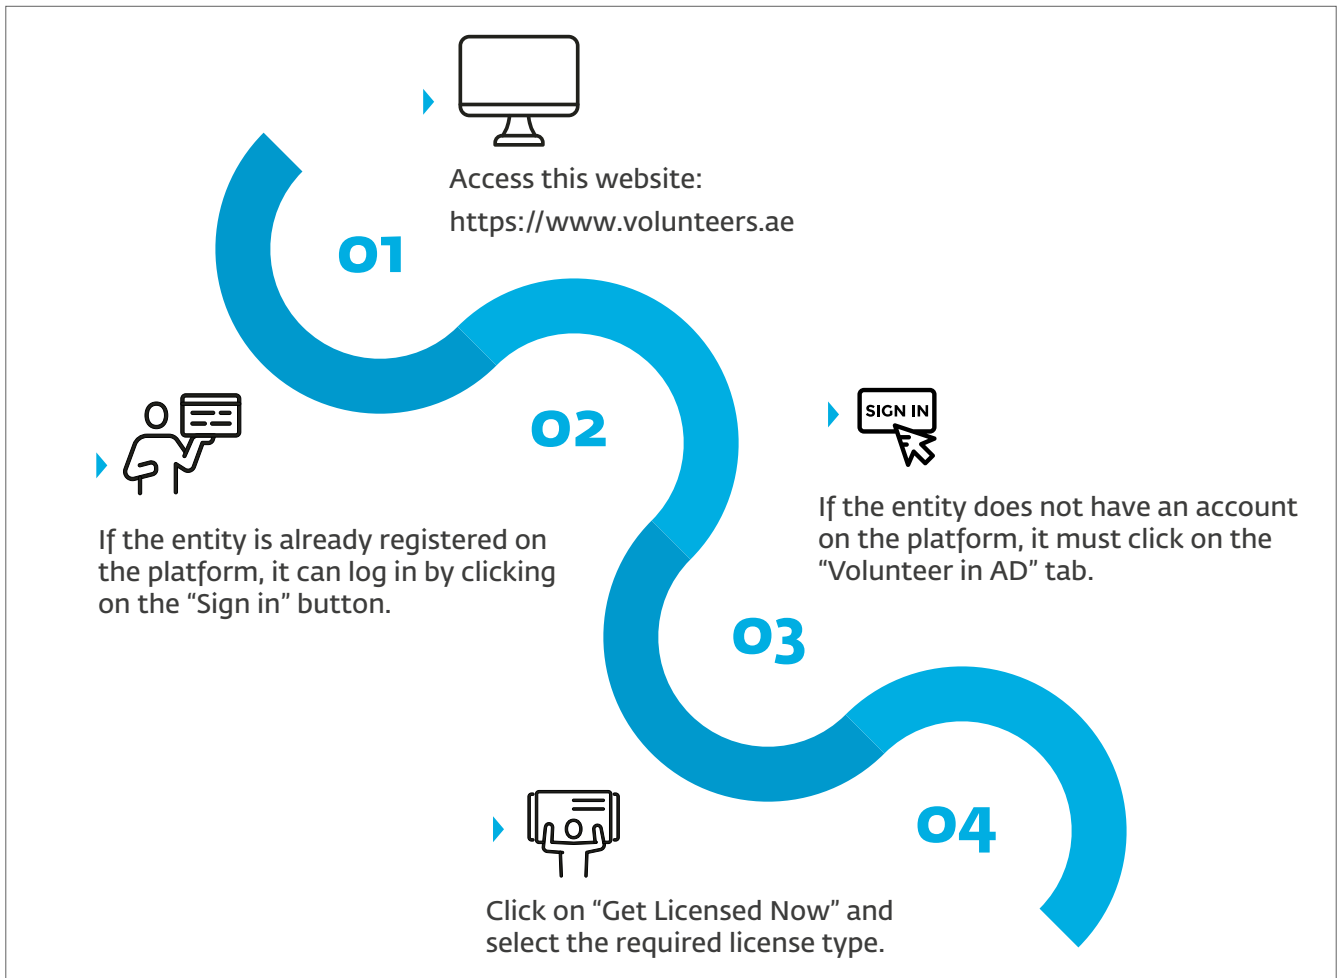 Access this website:
https://www.volunteers.ae
01
02
If the entity is already registered on
the platform, it can log in by clicking
on the “Sign in” button.
SIGN IN
If the entity does not have an account
on the platform, it must click on the
“Volunteer in AD” tab.
03
04
Click on “Get Licensed Now” and
select the required license type.